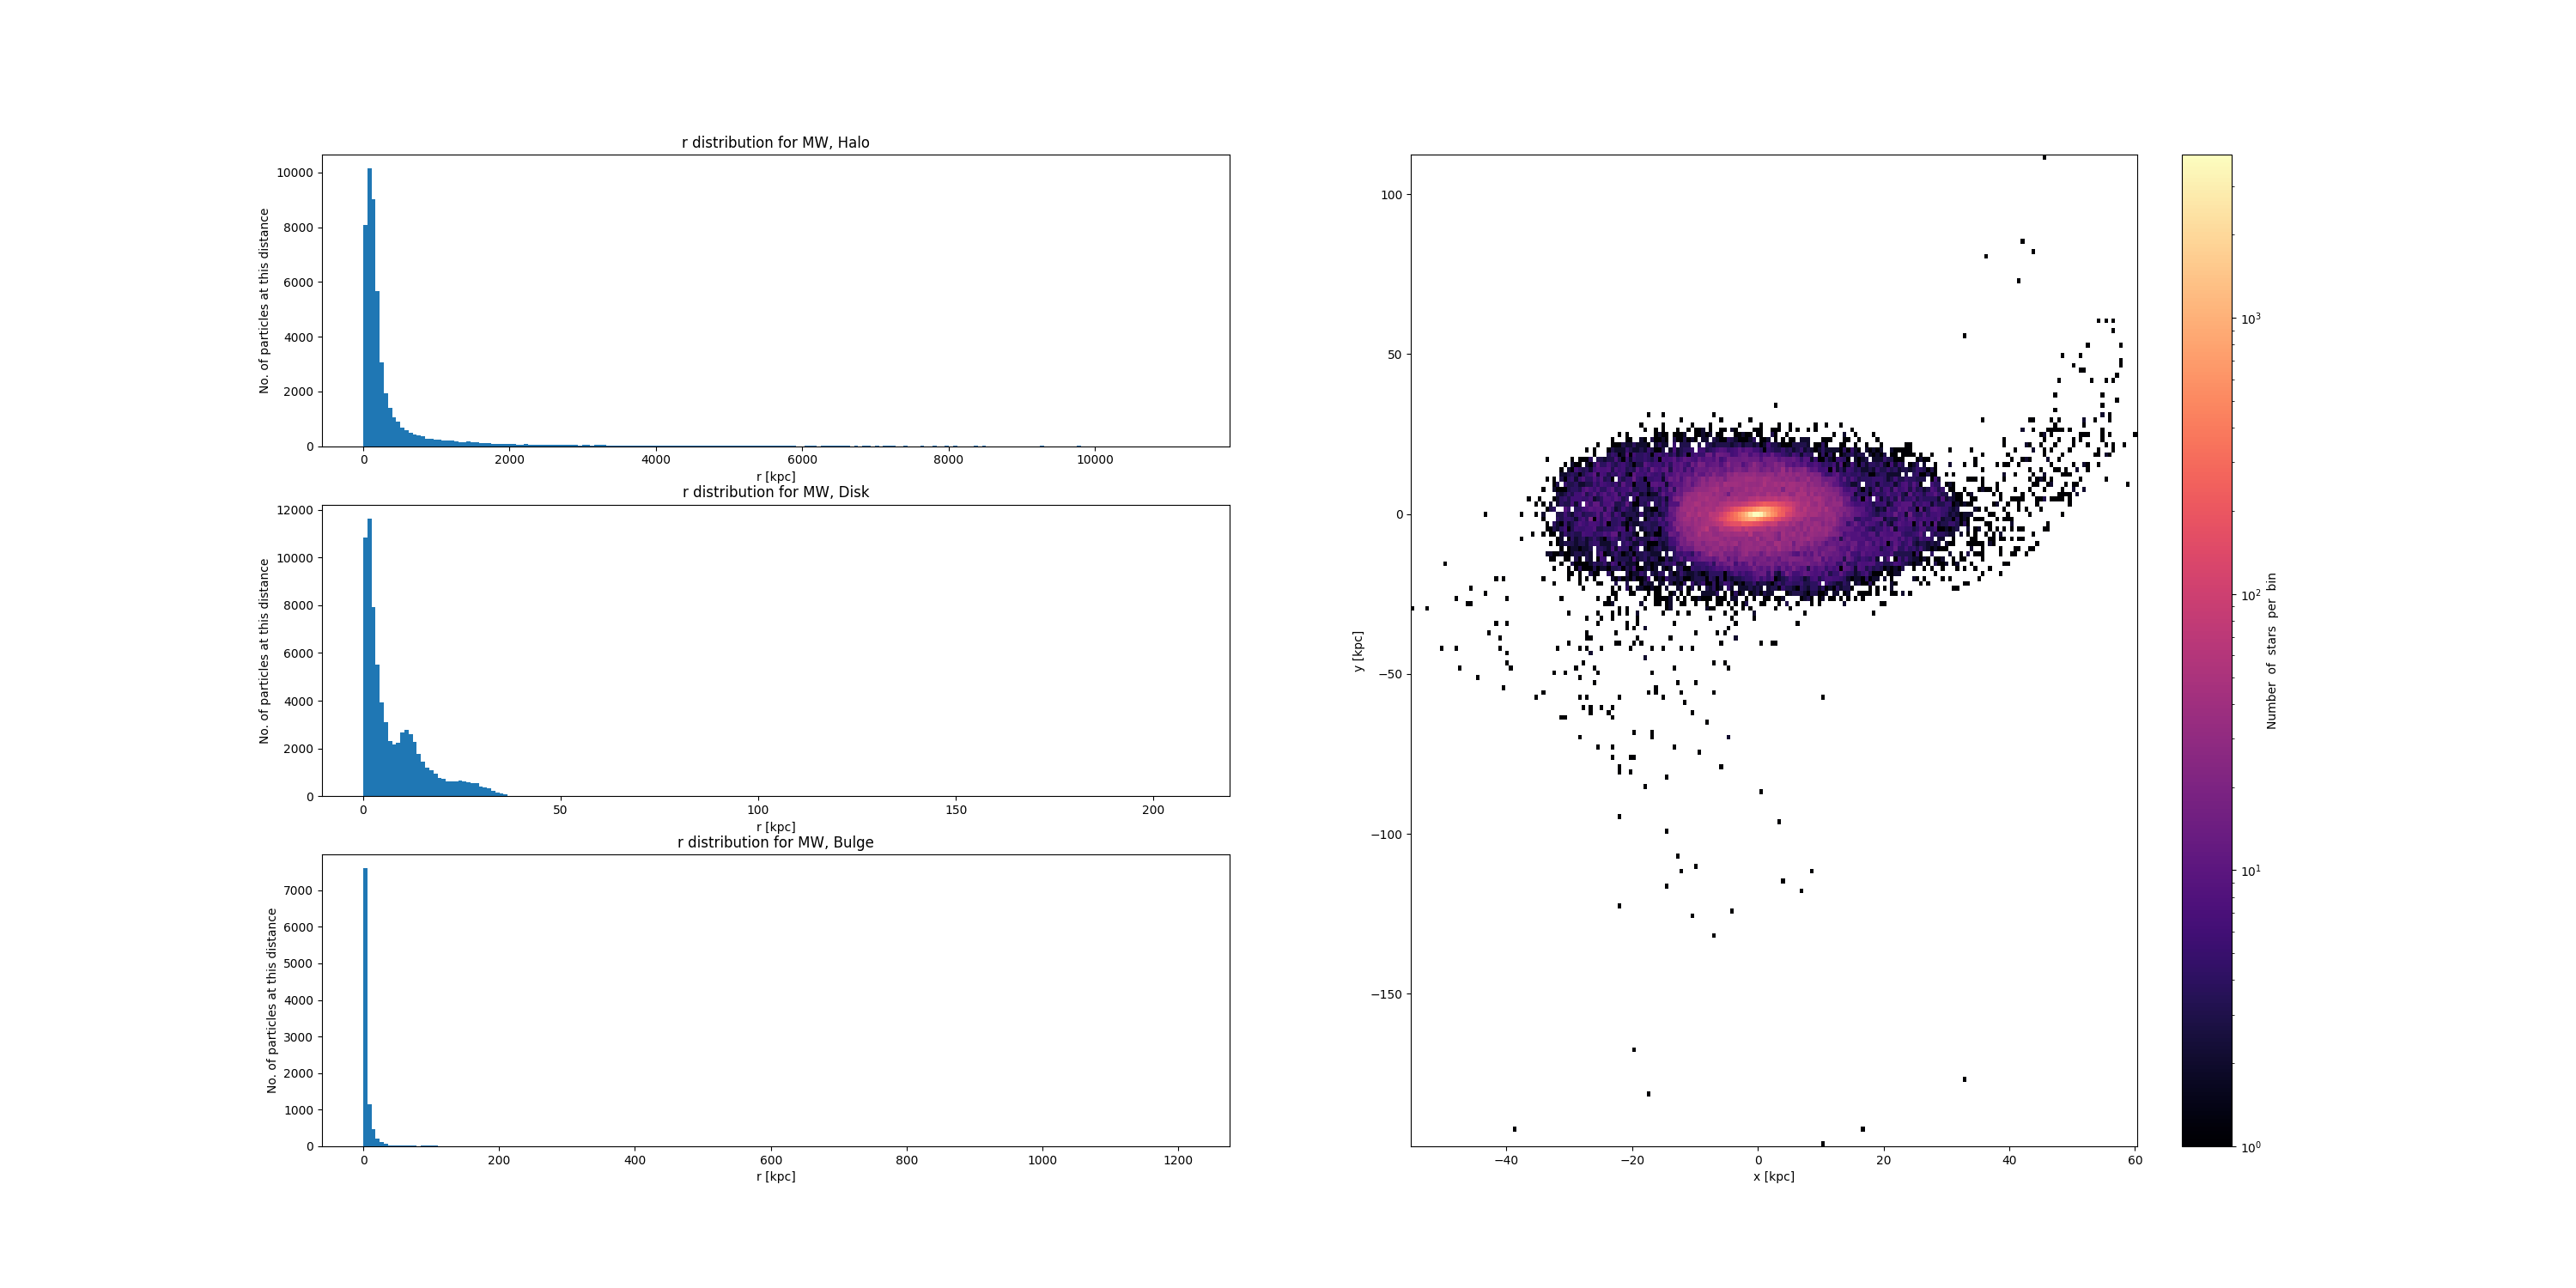 r distribution for MW, Halo
No. of particles at this distance
10000
8000
6000
4000
2000
0
0 2000 4000 6000 8000 10000
r [kpc]
r distribution for MW, Disk
No. of particles at this distance
12000
10000
8000
6000
4000
2000
0
0 50 100 150 200
r [kpc]
r distribution for MW, Bulge
No. of particles at this distance
7000
6000
5000
4000
3000
2000
1000
0
0 200 400 600 800 1000 1200
r [kpc]
y [kpc]
100
50
0
−50
−100
−150
−40 −20 0 20 40 60
x [kpc]
10³
10²
10¹
10⁰
Number of stars per bin